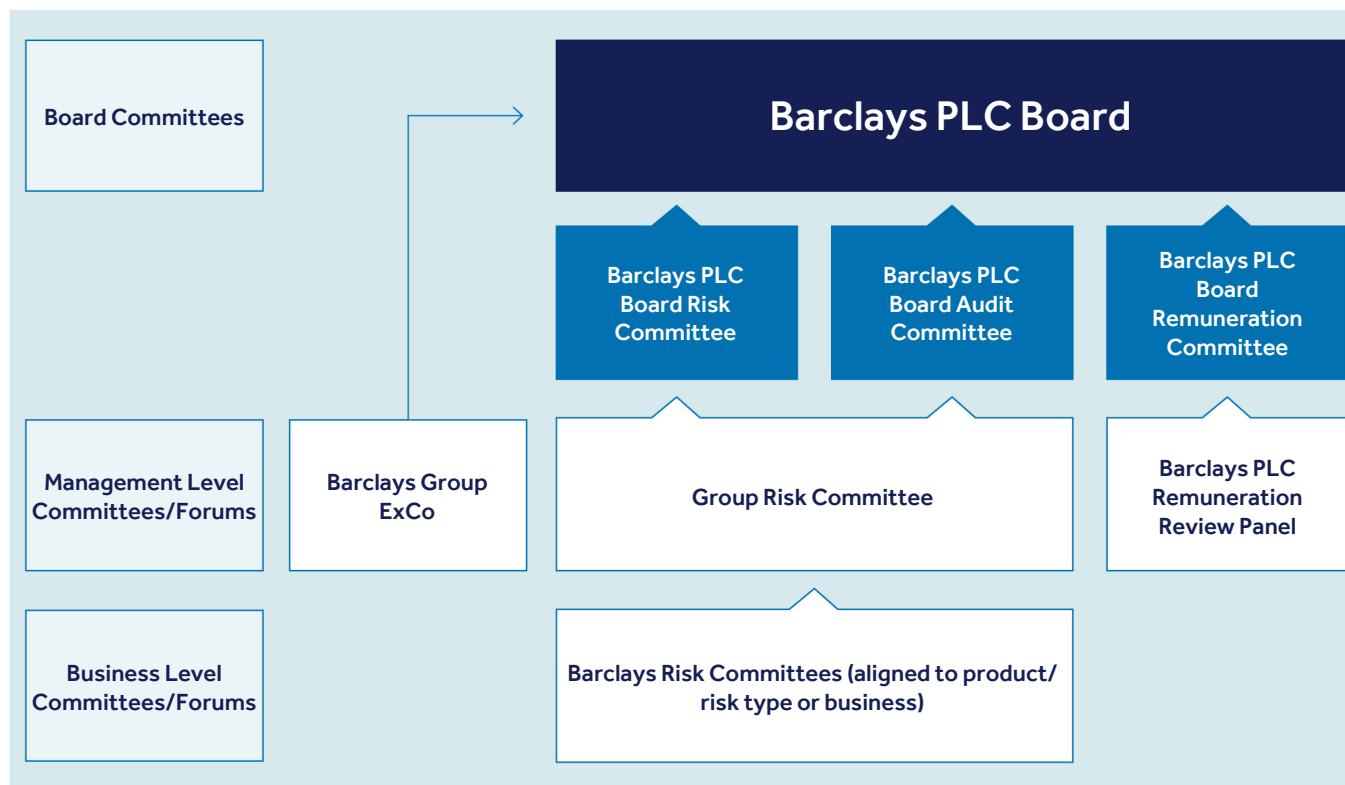 Board Committees
Barclays PLC Board
Barclays PLC
Board Risk
Committee
Barclays PLC
Board Audit
Committee
Barclays PLC
Board
Remuneration
Committee
Management Level
Committees/Forums
Barclays Group
ExCo
Group Risk Committee
Barclays PLC
Remuneration
Review Panel
Business Level
Committees/Forums
Barclays Risk Committees (aligned to product/
risk type or business)